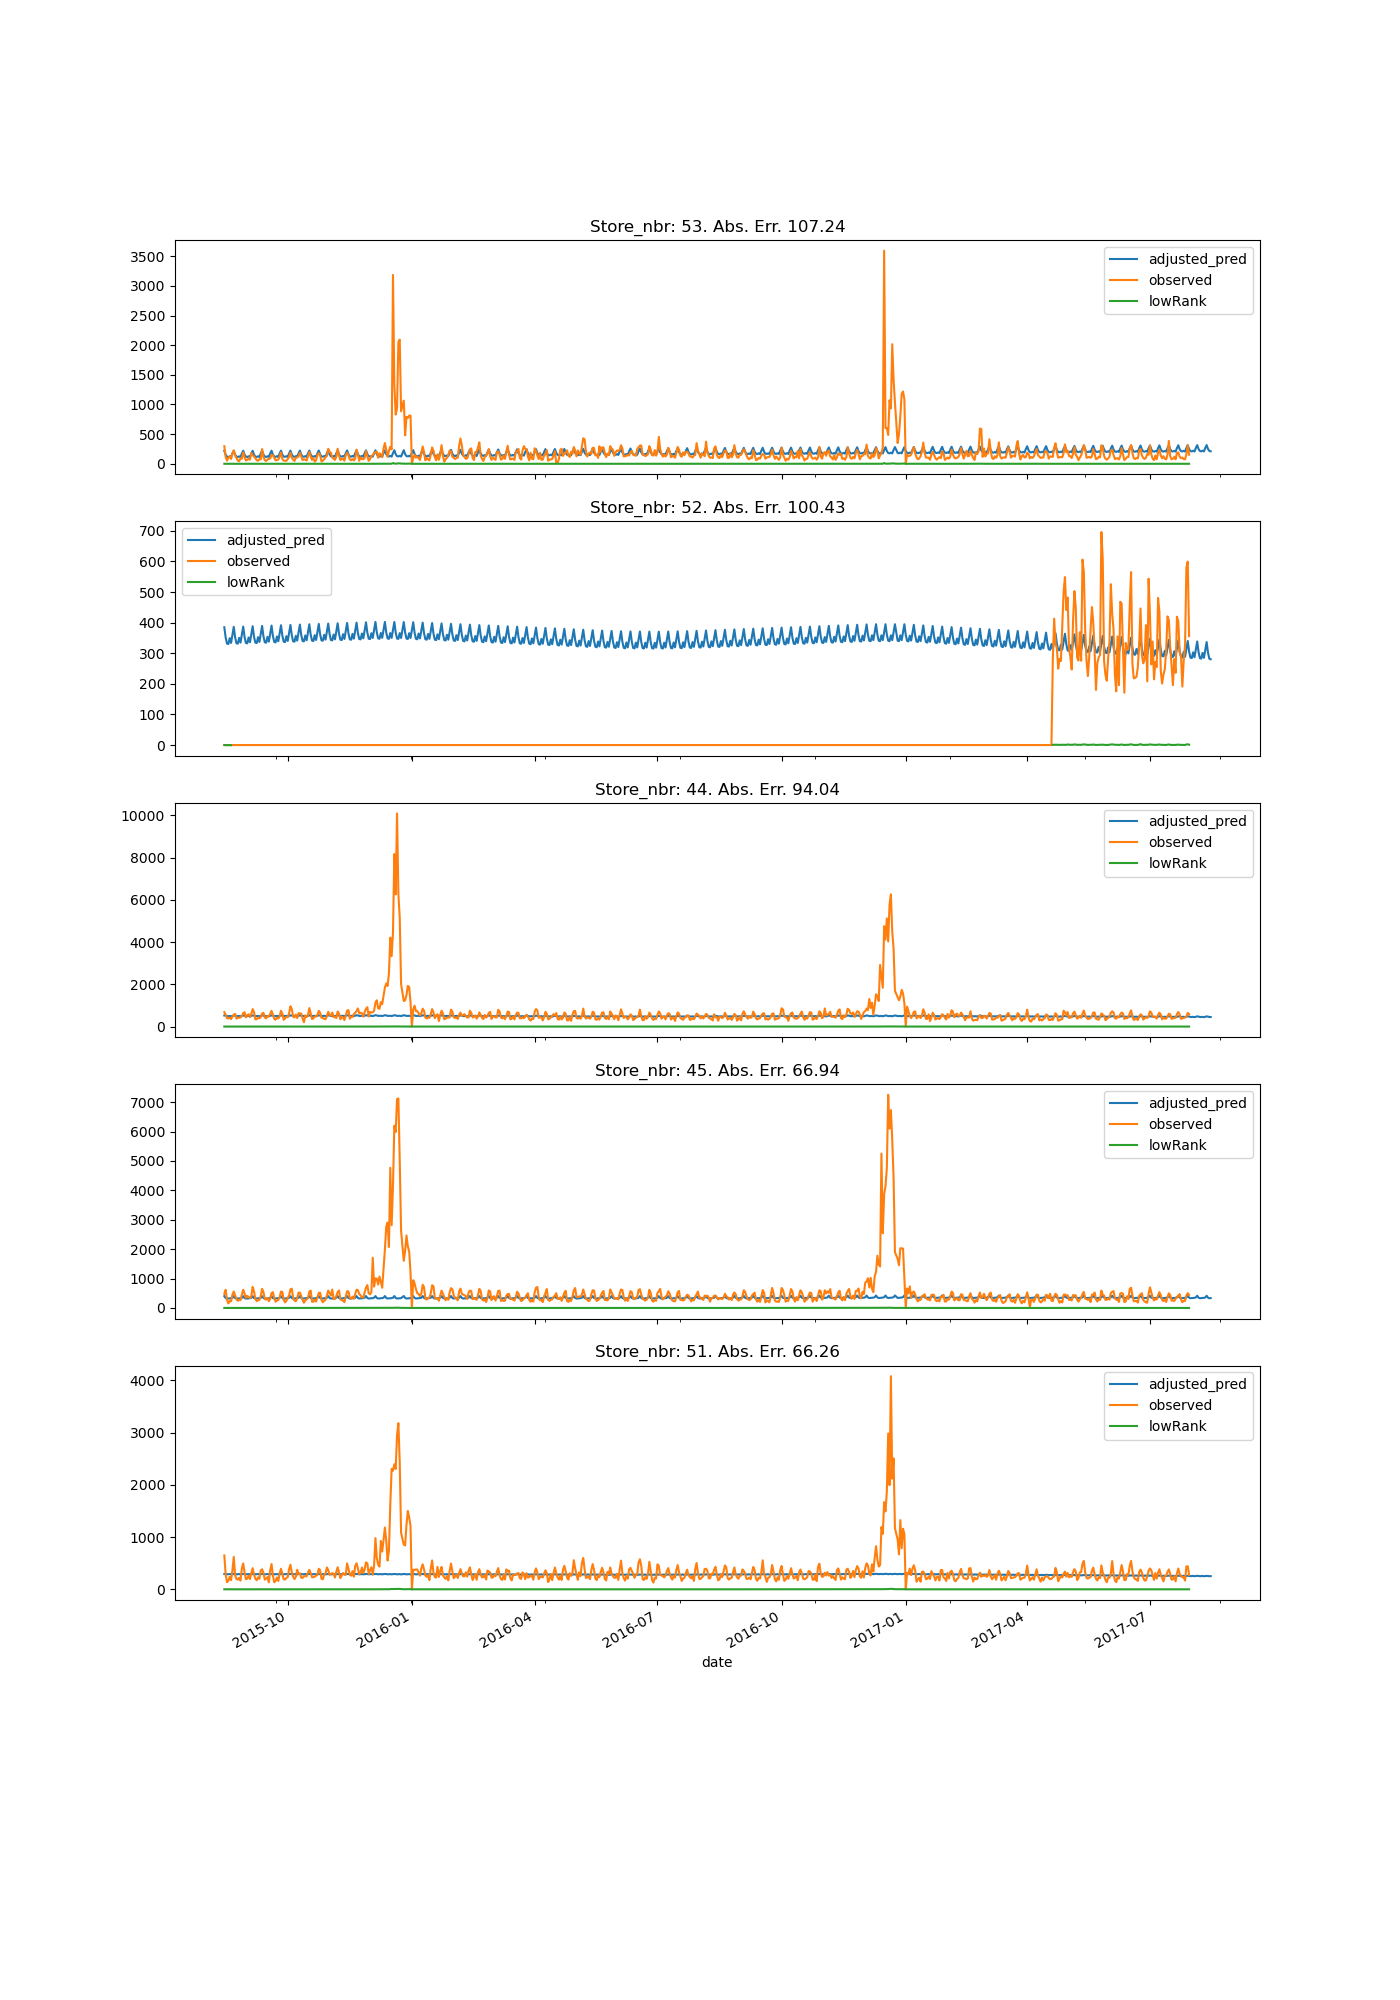 Store_nbr: 53. Abs. Err. 107.24
3500
3000
2500
2000
1500
1000
500
0
adjusted_pred
observed
lowRank
Store_nbr: 52. Abs. Err. 100.43
700
600
500
400
300
200
100
0
adjusted_pred
observed
lowRank
Store_nbr: 44. Abs. Err. 94.04
10000
8000
6000
4000
2000
0
adjusted_pred
observed
lowRank
Store_nbr: 45. Abs. Err. 66.94
7000
6000
5000
4000
3000
2000
1000
0
adjusted_pred
observed
lowRank
Store_nbr: 51. Abs. Err. 66.26
4000
3000
2000
1000
0
adjusted_pred
observed
lowRank
2015-10
2016-01
2016-04
2016-07
2016-10
2017-01
2017-04
2017-07
date